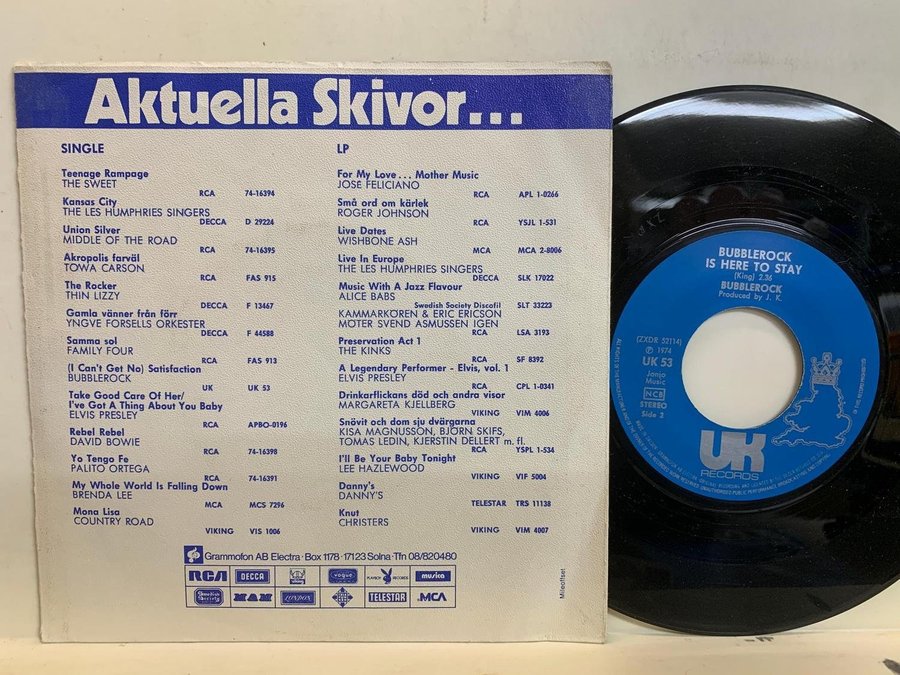 Aktuella Skivor...
SINGLE
Teenage Rampage
THE SWEET
RCA 74-16394
Kansas City
THE LES HUMPHRIES SINGERS
DECCA D 29224
Union Silver
MIDDLE OF THE ROAD
RCA 74-16395
Akropolis farväl
TOWA CARSON
RCA FAS 915
The Rocker
THIN LIZZY
DECCA F 13467
Gamla vänner från förr
YNGVE FORSELLS ORKESTER
DECCA F 44588
Samma sol
FAMILY FOUR
RCA FAS 913
(I Can't Get No) Satisfaction
BUBBLEROCK
UK UK 53
Take Good Care Of Her/
I've Got A Thing About You Baby
ELVIS PRESLEY
RCA APBO-0196
Rebel Rebel
DAVID BOWIE
RCA 74-16398
Yo Tengo Fe
PALITO ORTEGA
RCA 74-16391
My Whole World Is Falling Down
BRENDA LEE
MCA MCS 7296
Mona Lisa
COUNTRY ROAD
VIKING VIS 1006
LP
For My Love... Mother Music
JOSE FELICIANO
RCA APL 1-0266
Små ord om kärlek
ROGER JOHNSON
RCA YSJL 1-531
Live Dates
WISHBONE ASH
MCA MCA 2-8006
Live In Europe
THE LES HUMPHRIES SINGERS
DECCA SLK 17022
Music With A Jazz Flavour
ALICE BABS
Swedish Society Discofil SLT 33223
KAMMARKÖREN & ERIC ERICSON
MÖTER SVEND ASMUSSEN IGEN
RCA LSA 3193
Preservation Act 1
THE KINKS
RCA SF 8392
A Legendary Performer - Elvis, vol. 1
ELVIS PRESLEY
RCA CPL 1-0341
Drinkarflickans död och andra visor
MARGARETA KJELLBERG
VIKING VIM 4006
Snövit och dom sju dvärgarna
KISA MAGNUSSON, BJÖRN SKIFS,
TOMAS LEDIN, KJERSTIN DELLERT m. fl.
RCA YSPL 1-534
I'll Be Your Baby Tonight
LEE HAZLEWOOD
VIKING VIF 5004
Danny's
DANNY'S
TELESTAR TRS 11138
Knut
CHRISTERS
VIKING VIM 4007
Grammofon AB Electra · Box 1178 · 17123 Solna · Tfn 08/820480
RCA DECCA vogue PLAYBOY RECORDS musica
Swedish Society MAM LONDON TELESTAR MCA
Milleoffset
BUBBLEROCK
IS HERE TO STAY
(King) 2.36
BUBBLEROCK
Produced by J. K.
(ZXDR 52114)
℗ 1974
UK 53
Janjo
Music
NCB
STEREO
Side 2
UK
RECORDS